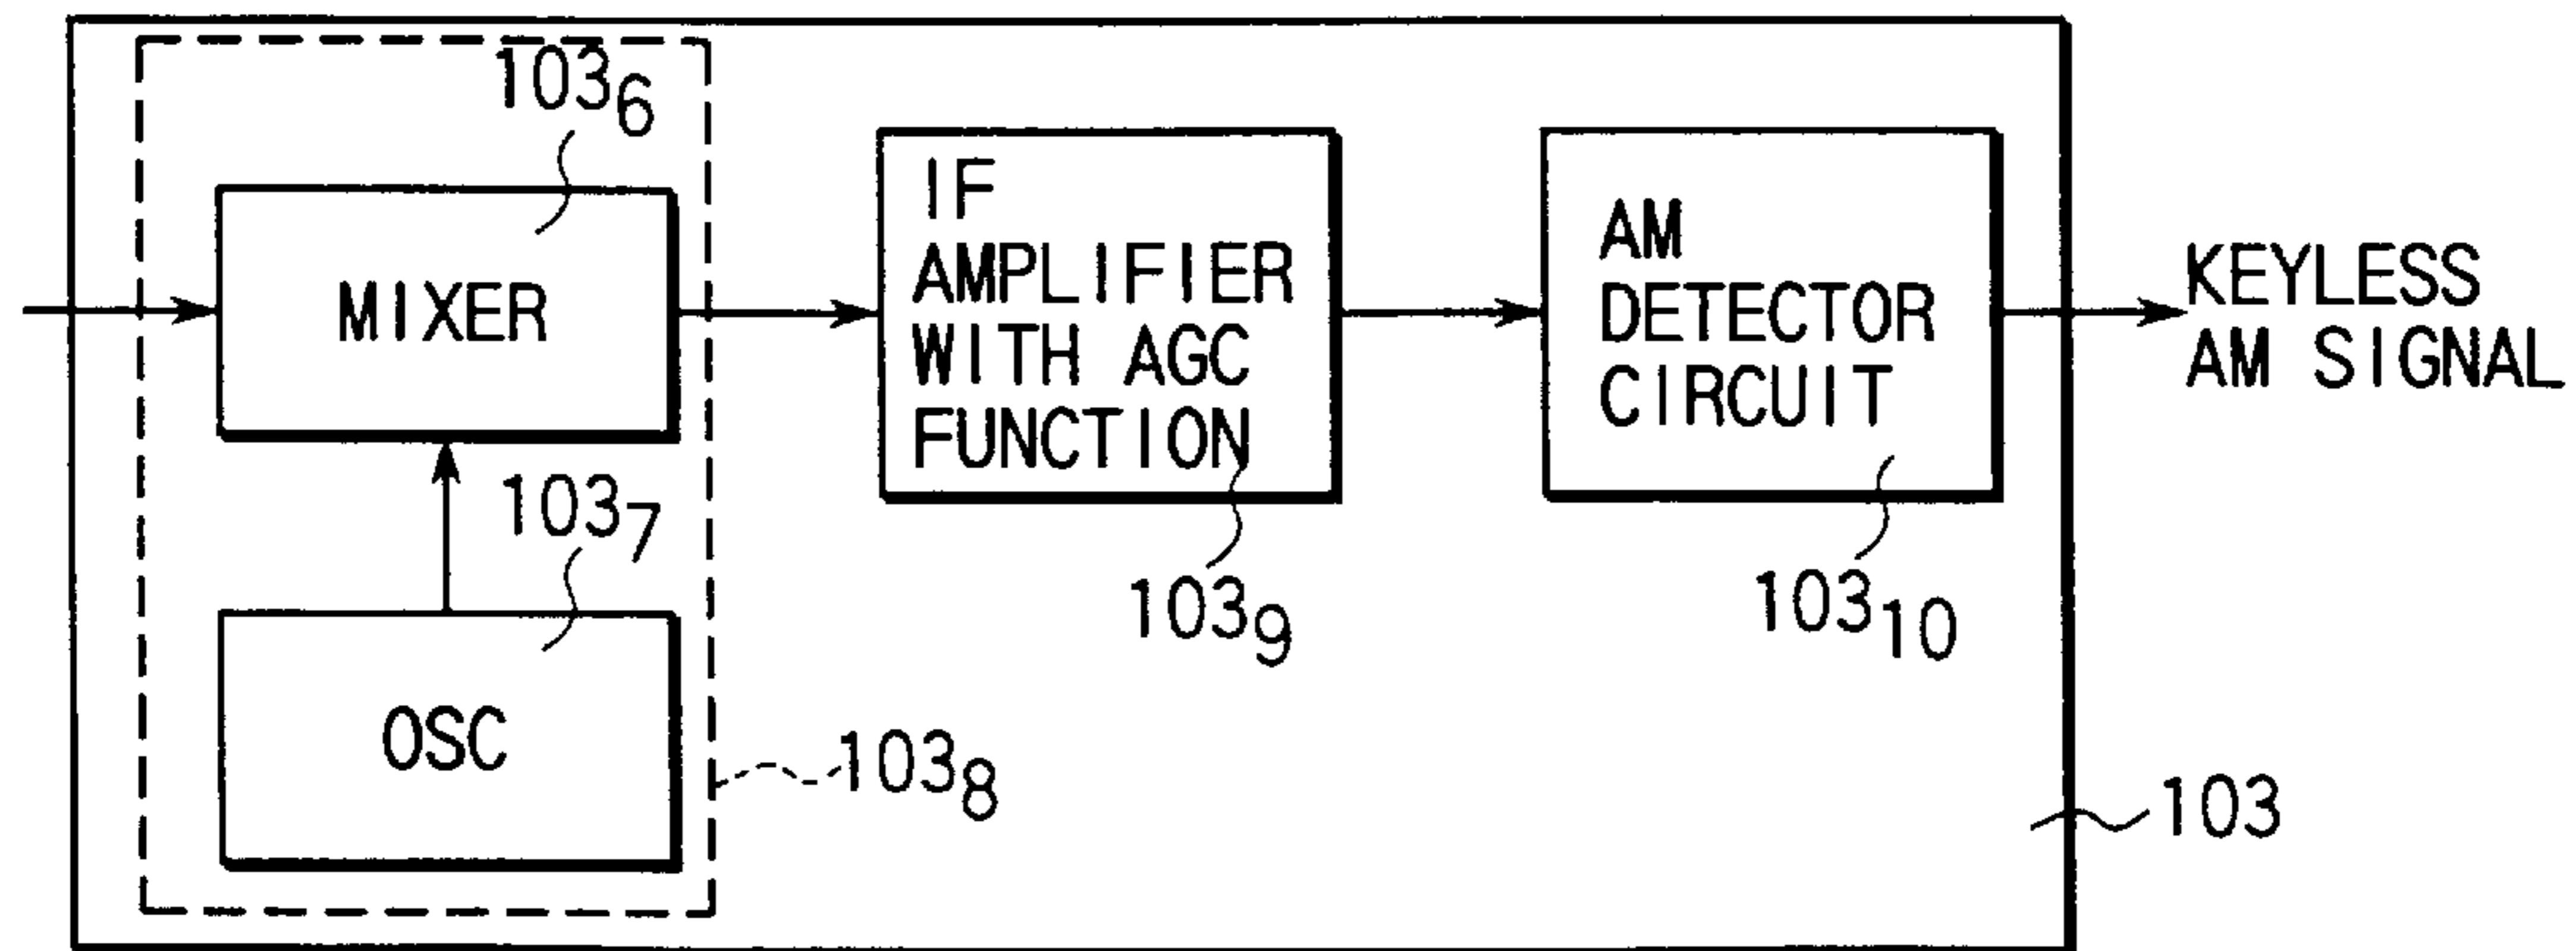 103₆
MIXER
103₇
OSC
103₈
IF
AMPLIFIER
WITH AGC
FUNCTION
103₉
AM
DETECTOR
CIRCUIT
103₁₀
KEYLESS
AM SIGNAL
103